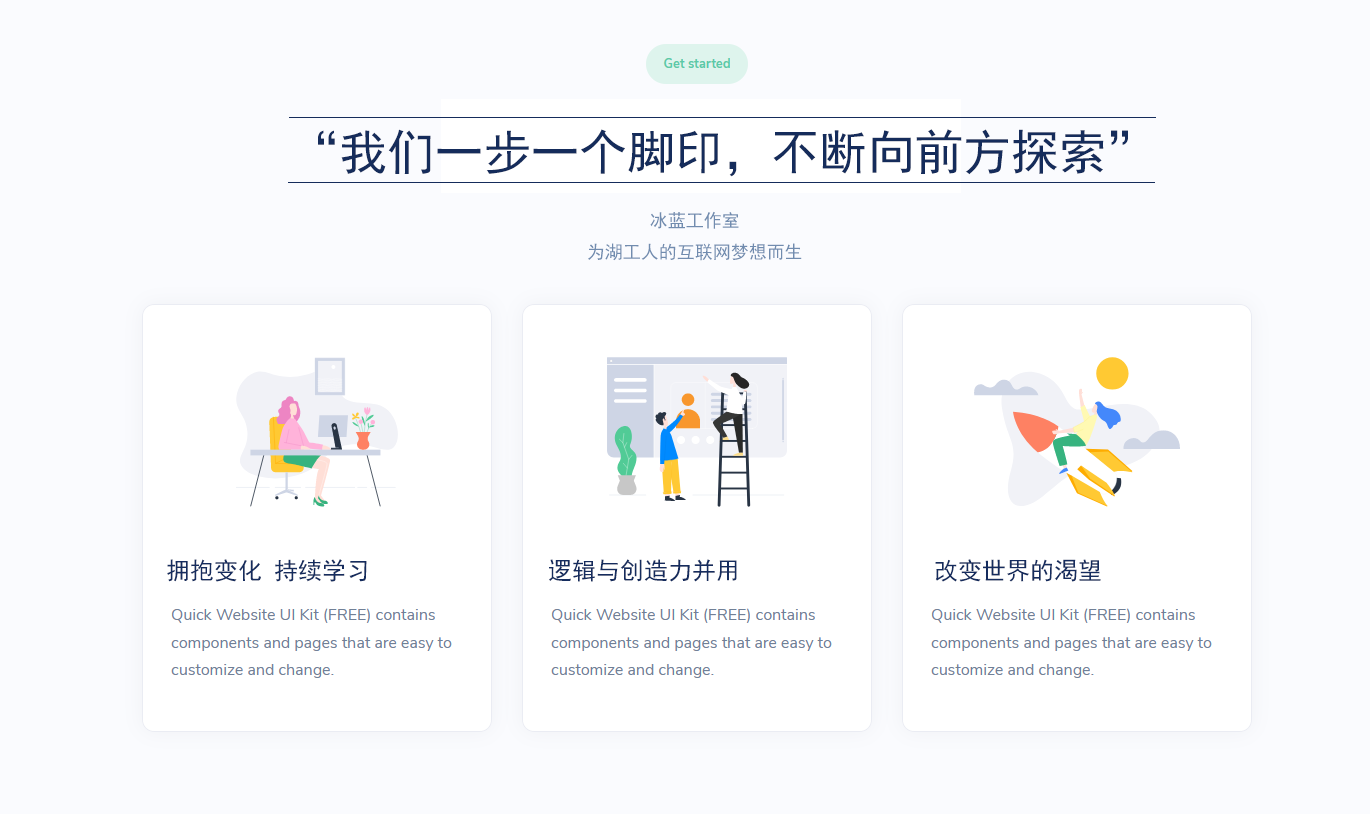 Get started
“我们一步一个脚印，不断向前方探索”
冰蓝工作室
为湖工人的互联网梦想而生
拥抱变化 持续学习
Quick Website UI Kit (FREE) contains
components and pages that are easy to
customize and change.
逻辑与创造力并用
Quick Website UI Kit (FREE) contains
components and pages that are easy to
customize and change.
改变世界的渴望
Quick Website UI Kit (FREE) contains
components and pages that are easy to
customize and change.